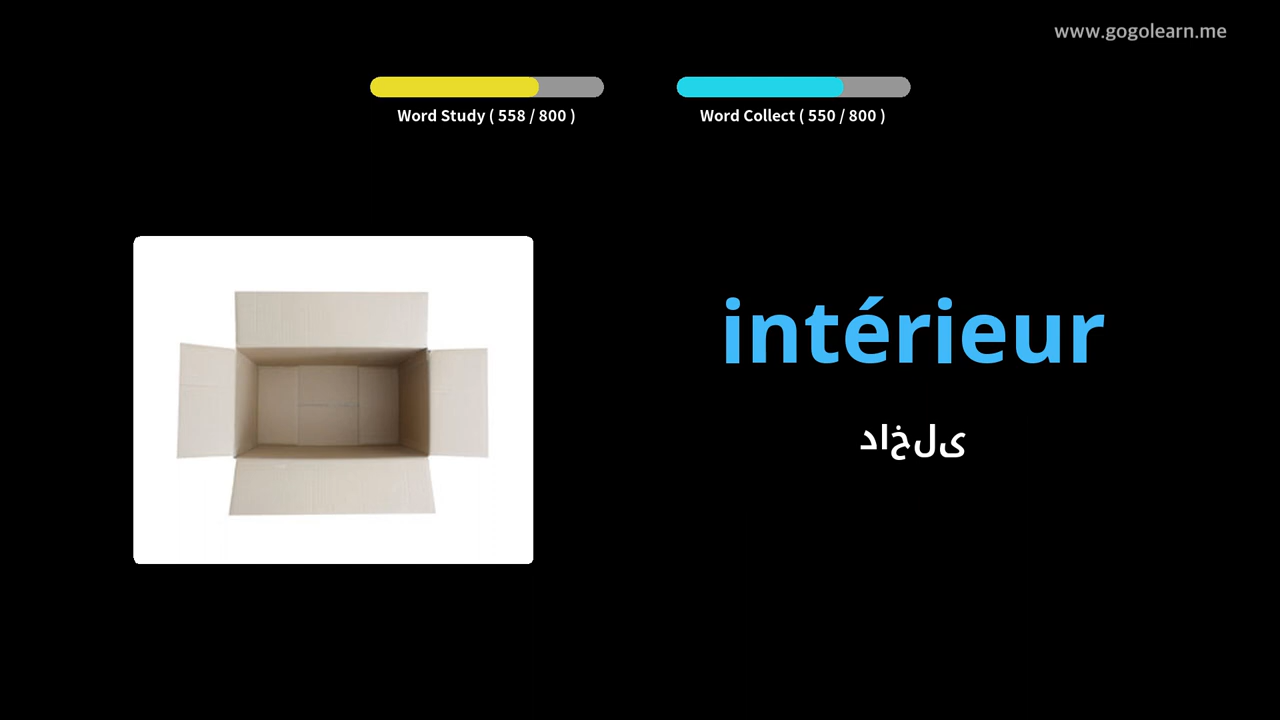 www.gogolearn.me
Word Study ( 558 / 800 )
Word Collect ( 550 / 800 )
intérieur
داخلی